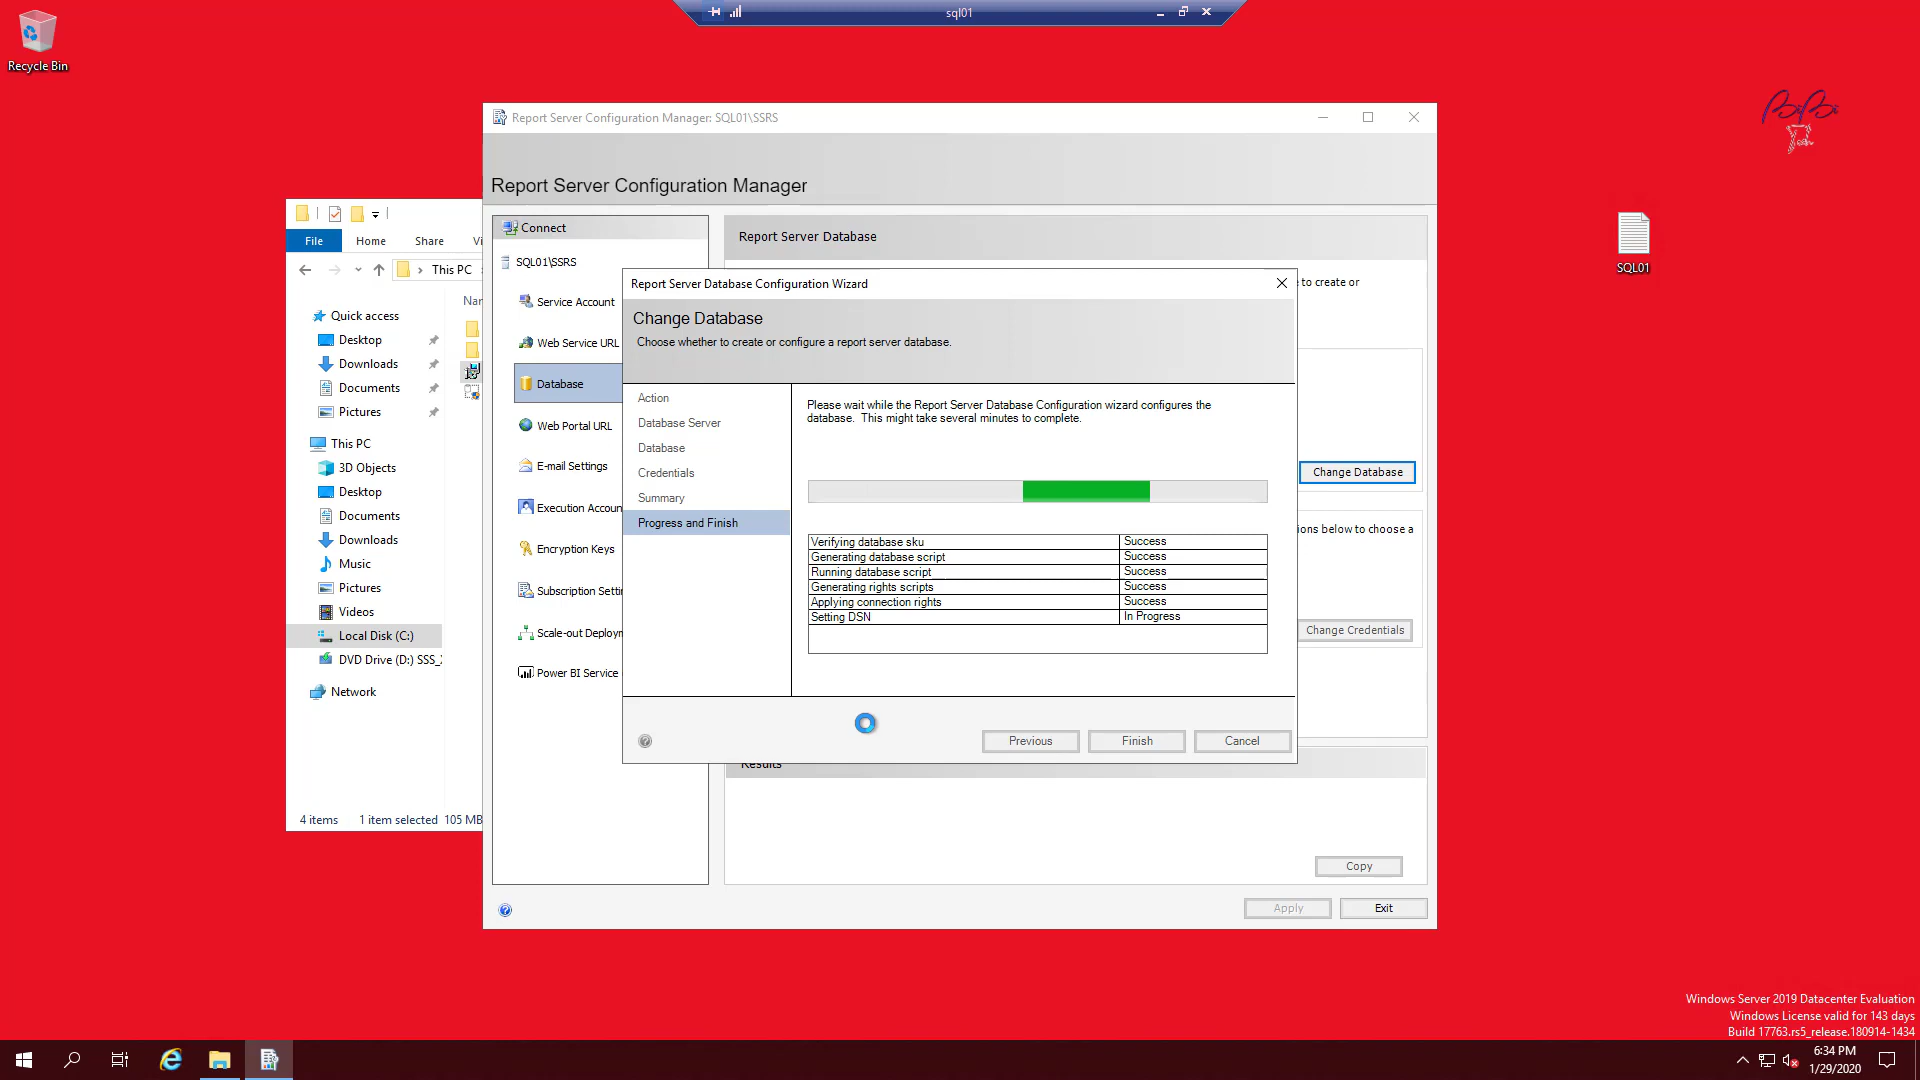 sql01
Recycle Bin
BiBi
SQL01
Report Server Configuration Manager: SQL01\SSRS
Report Server Configuration Manager
File
Home
Share
This PC
Quick access
Desktop
Downloads
Documents
Pictures
This PC
3D Objects
Desktop
Documents
Downloads
Music
Pictures
Videos
Local Disk (C:)
DVD Drive (D:)
Network
4 items 1 item selected 105 MB
Connect
SQL01\SSRS
Service Account
Web Service URL
Database
Web Portal URL
E-mail Settings
Execution
Encryption Keys
Subscription
Scale-out
Power BI Service
Report Server Database
to create or
Change Database
ions below to choose a
Change Credentials
Results
Copy
Apply
Exit
Report Server Database Configuration Wizard
Change Database
Choose whether to create or configure a report server database.
Action
Database Server
Database
Credentials
Summary
Progress and Finish
Please wait while the Report Server Database Configuration wizard configures the
database. This might take several minutes to complete.
Verifying database sku Success
Generating database script Success
Running database script Success
Generating rights scripts Success
Applying connection rights Success
Setting DSN In Progress
Previous
Finish
Cancel
Windows Server 2019 Datacenter Evaluation
Windows License valid for 143 days
Build 17763.rs5_release.180914-1434
6:34 PM
1/29/2020